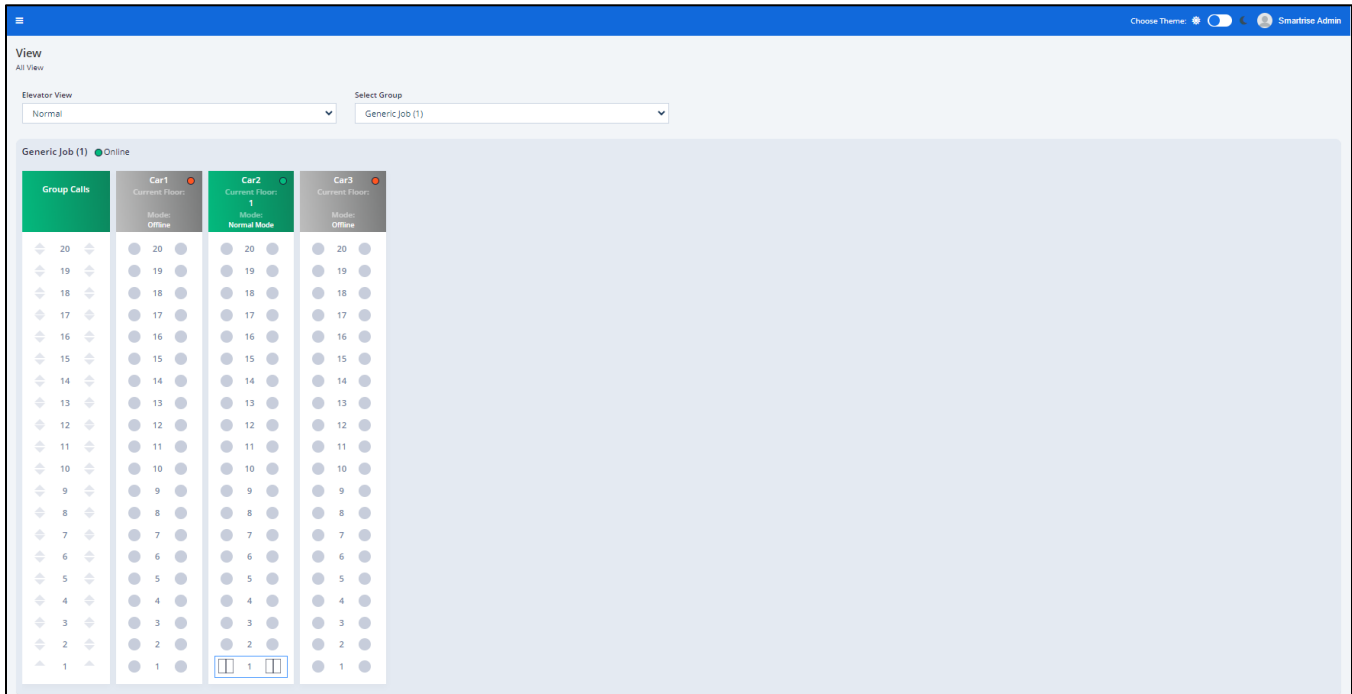 Choose Theme: Smartrise Admin
View
All View
Elevator View Select Group
Normal Generic Job (1)
Generic Job (1) Online
Group Calls Car1 Car2 Car3
Current Floor: Current Floor: Current Floor:
1
Mode: Mode: Mode:
Offline Normal Mode Offline
20 20 20 20
19 19 19 19
18 18 18 18
17 17 17 17
16 16 16 16
15 15 15 15
14 14 14 14
13 13 13 13
12 12 12 12
11 11 11 11
10 10 10 10
9 9 9 9
8 8 8 8
7 7 7 7
6 6 6 6
5 5 5 5
4 4 4 4
3 3 3 3
2 2 2 2
1 1 1 1